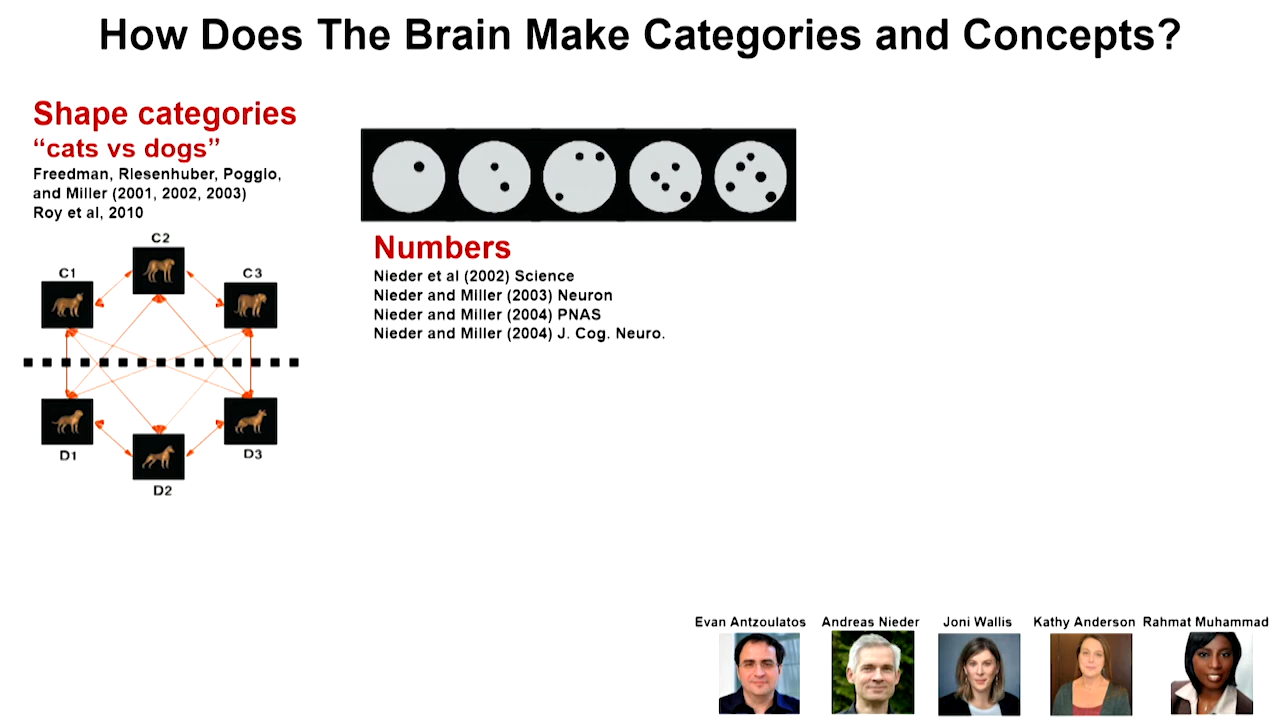 How Does The Brain Make Categories and Concepts?
Shape categories
“cats vs dogs”
Freedman, RIesenhuber, PoggIo,
and Miller (2001, 2002, 2003)
Roy et al, 2010
C2
C1
C3
D1
D3
D2
Numbers
Nieder et al (2002) Science
Nieder and Miller (2003) Neuron
Nieder and Miller (2004) PNAS
Nieder and Miller (2004) J. Cog. Neuro.
Evan Antzoulatos Andreas Nieder Joni Wallis Kathy Anderson Rahmat Muhammad